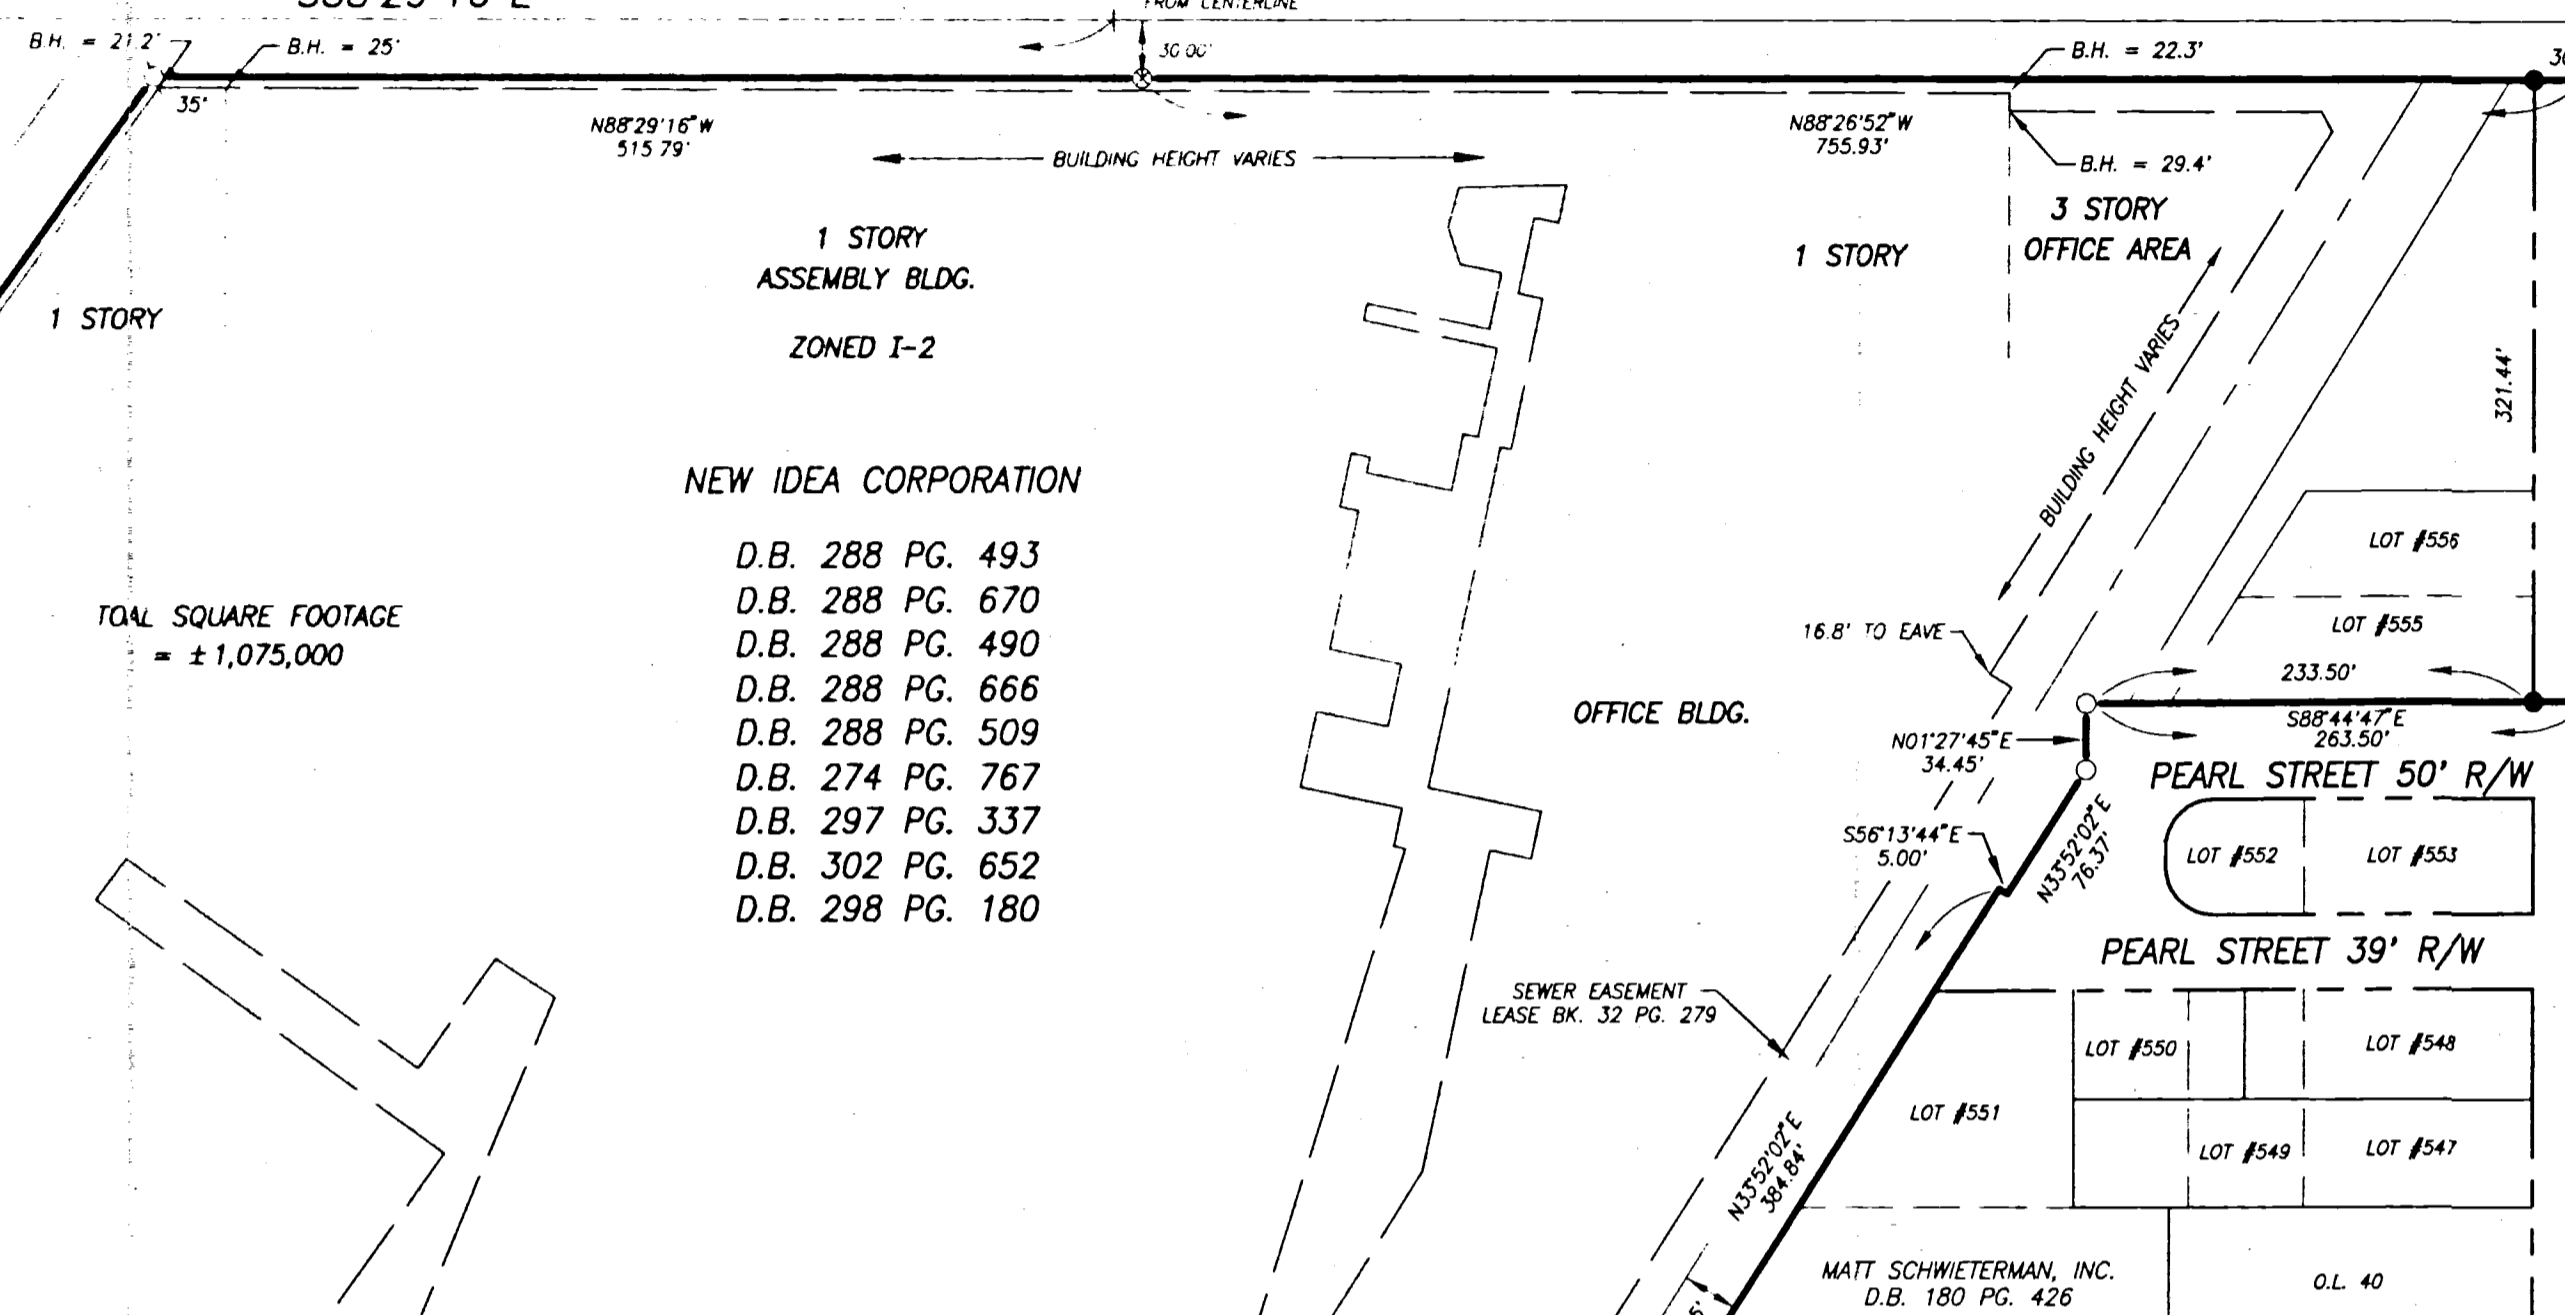 FROM CENTERLINE
B.H. = 21.2'
B.H. = 25'
30.00'
B.H. = 22.3'
35'
N88°29'16"W
515.79'
BUILDING HEIGHT VARIES
N88°26'52"W
755.93'
B.H. = 29.4'
3 STORY
OFFICE AREA
1 STORY
ASSEMBLY BLDG.
ZONED I-2
1 STORY
1 STORY
BUILDING HEIGHT VARIES
321.44'
NEW IDEA CORPORATION
D.B. 288 PG. 493
D.B. 288 PG. 670
D.B. 288 PG. 490
D.B. 288 PG. 666
D.B. 288 PG. 509
D.B. 274 PG. 767
D.B. 297 PG. 337
D.B. 302 PG. 652
D.B. 298 PG. 180
TOAL SQUARE FOOTAGE
= ±1,075,000
LOT #556
LOT #555
16.8' TO EAVE
233.50'
OFFICE BLDG.
S88°44'47"E
263.50'
N01°27'45"E
34.45'
PEARL STREET 50' R/W
S56°13'44"E
5.00'
N33°52'02"E
76.37'
LOT #552
LOT #553
PEARL STREET 39' R/W
SEWER EASEMENT
LEASE BK. 32 PG. 279
LOT #550
LOT #548
LOT #551
LOT #549
LOT #547
N33°52'02"E
384.84'
MATT SCHWIETERMAN, INC.
D.B. 180 PG. 426
O.L. 40